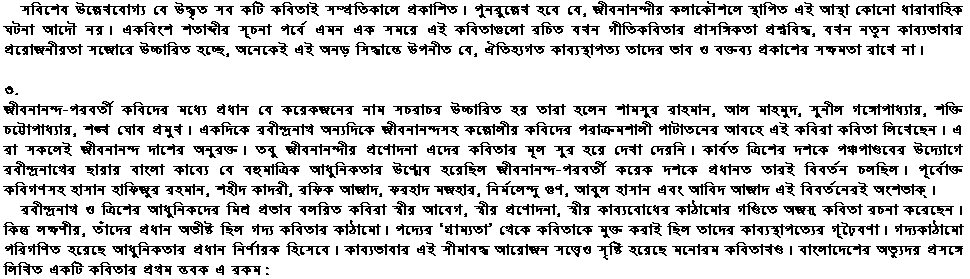 সবিশেষ উল্লেখযোগ্য যে উদ্ধৃত সব কটি কবিতাই সম্প্রতিকালে প্রকাশিত। পুনরুল্লেখ হবে যে, জীবনানন্দীর কলাকৌশলে স্থাপিত এই আস্থা কোনো ধারাবাহিক
ঘটনা আদৌ নয়। একবিংশ শতাব্দীর সূচনা পর্বে এমন এক সময়ে এই কবিতাগুলো রচিত যখন গীতিকবিতার প্রাসঙ্গিকতা প্রশ্নবিদ্ধ, যখন নতুন কাব্যভাবার
প্রয়োজনীয়তা সজোরে উচ্চারিত হচ্ছে, অনেকেই এই অনড় সিদ্ধান্তে উপনীত যে, ঐতিহ্যগত কাব্যস্থাপত্য তাদের ভাব ও বক্তব্য প্রকাশের সক্ষমতা রাখে না।
৩.
জীবনানন্দ-পরবর্তী কবিদের মধ্যে প্রধান যে কয়েকজনের নাম সচরাচর উচ্চারিত হয় তারা হলেন শামসুর রাহমান, আল মাহমুদ, সুনীল গঙ্গোপাধ্যায়, শক্তি
চট্টোপাধ্যায়, শঙ্খ ঘোষ প্রমুখ। একদিকে রবীন্দ্রনাথ অন্যদিকে জীবনানন্দসহ কল্লোলীয় কবিদের পরাক্রমশালী পাটাতনের আবহে এই কবিরা কবিতা লিখেছেন। এ
রা সকলেই জীবনানন্দ দাশের অনুরক্ত। তবু জীবনানন্দীয় প্রণোদনা এদের কবিতার মূল সুর হয়ে দেখা দেয়নি। কার্যত ত্রিশের দশকে পঞ্চপাণ্ডবের উদ্যোগে
রবীন্দ্রনাথের ছায়ায় বাংলা কাব্যে যে বহুমাত্রিক আধুনিকতার উন্মেষ হয়েছিল জীবনানন্দ-পরবর্তী কয়েক দশকে প্রধানত তারই বিবর্তন চলছিল। পূর্বোক্ত
কবিগণসহ হাসান হাফিজুর রহমান, শহীদ কাদরী, রফিক আজাদ, ফরহাদ মজহার, নির্মলেন্দু গুণ, আবুল হাসান এবং আবিদ আজাদ এই বিবর্তনেরই অংশভাক্‌।
রবীন্দ্রনাথ ও ত্রিশের আধুনিকদের মিশ্র প্রভাব বলয়িত কবিরা স্বীয় আবেগ, স্বীয় প্রণোদনা, স্বীয় কাব্যবোধের কাঠামোর গণ্ডিতে অজস্র কবিতা রচনা করেছেন।
কিন্তু লক্ষণীয়, তাঁদের প্রধান অভীষ্ট ছিল গদ্য কবিতার কাঠামো। পদ্যের 'গ্রাম্যতা' থেকে কবিতাকে মুক্ত করাই ছিল তাদের কাব্যস্থাপত্যের গূঢ়ৈষণা। গদ্যকাঠামো
পরিগণিত হয়েছে আধুনিকতার প্রধান নির্ণায়ক হিসেবে। কাব্যভাবার এই সীমাবদ্ধ আয়োজন সত্ত্বেও সৃষ্টি হয়েছে মনোরম কবিতাখণ্ড। বাংলাদেশের অভ্যুদয় প্রসঙ্গে
লিখিত একটি কবিতার প্রথম স্তবক এ রকম: